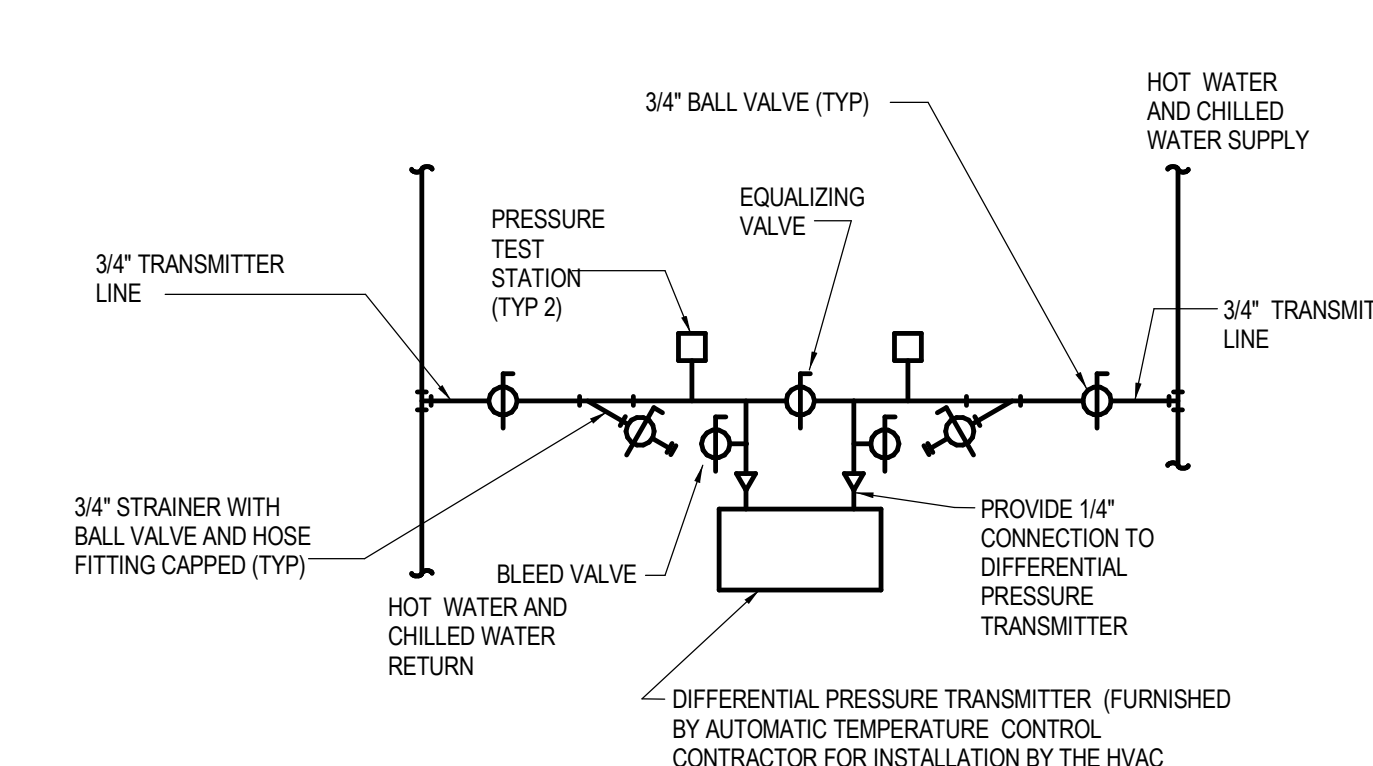 HOT WATER
AND CHILLED
WATER SUPPLY
3/4" BALL VALVE (TYP)
EQUALIZING
VALVE
PRESSURE
TEST
STATION
(TYP 2)
3/4" TRANSMITTER
LINE
3/4" TRANSMIT
LINE
3/4" STRAINER WITH
BALL VALVE AND HOSE
FITTING CAPPED (TYP)
BLEED VALVE
HOT WATER AND
CHILLED WATER
RETURN
PROVIDE 1/4"
CONNECTION TO
DIFFERENTIAL
PRESSURE
TRANSMITTER
DIFFERENTIAL PRESSURE TRANSMITTER (FURNISHED
BY AUTOMATIC TEMPERATURE CONTROL
CONTRACTOR FOR INSTALLATION BY THE HVAC